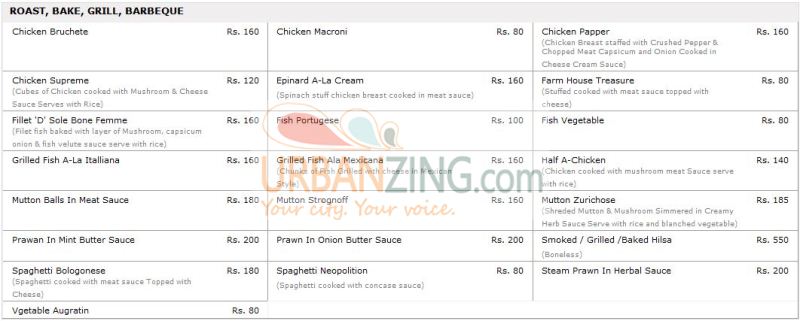 ROAST, BAKE, GRILL, BARBEQUE
Chicken Bruchete Rs. 160
Chicken Macroni Rs. 80
Chicken Papper Rs. 160
(Chicken Breast staffed with Crushed Pepper &
Chopped Meat Capsicum and Onion Cooked in
Cheese Cream Sauce)
Chicken Supreme Rs. 120
(Cubes of Chicken cooked with Mushroom & Cheese
Sauce Serves with Rice)
Epinard A-La Cream Rs. 160
(Spinach stuff chicken breast cooked in meat sauce)
Farm House Treasure Rs. 80
(Stuffed cooked with meat sauce topped with
cheese)
Fillet 'D' Sole Bone Femme Rs. 160
(Filet fish baked with layer of Mushroom, capsicum
onion & fish velute sauce serve with rice)
Fish Portugese Rs. 100
Fish Vegetable Rs. 80
Grilled Fish A-La Italliana Rs. 160
Grilled Fish Ala Mexicana Rs. 160
(Chunks of Fish Grilled with cheese in Mexican
Style)
Half A-Chicken Rs. 140
(Chicken cooked with mushroom meat Sauce serve
with rice)
Mutton Balls In Meat Sauce Rs. 180
Mutton Strognoff Rs. 160
Mutton Zurichose Rs. 185
(Shreded Mutton & Mushroom Simmered in Creamy
Herb Sauce Serve with rice and blanched vegetable)
Prawan In Mint Butter Sauce Rs. 200
Prawn In Onion Butter Sauce Rs. 200
Smoked / Grilled /Baked Hilsa Rs. 550
(Boneless)
Spaghetti Bologonese Rs. 180
(Spaghetti cooked with meat sauce Topped with
Cheese)
Spaghetti Neopolition Rs. 80
(Spaghetti cooked with concase sauce)
Steam Prawn In Herbal Sauce Rs. 200
Vgetable Augratin Rs. 80
URBANZING.com
Your city. Your voice.